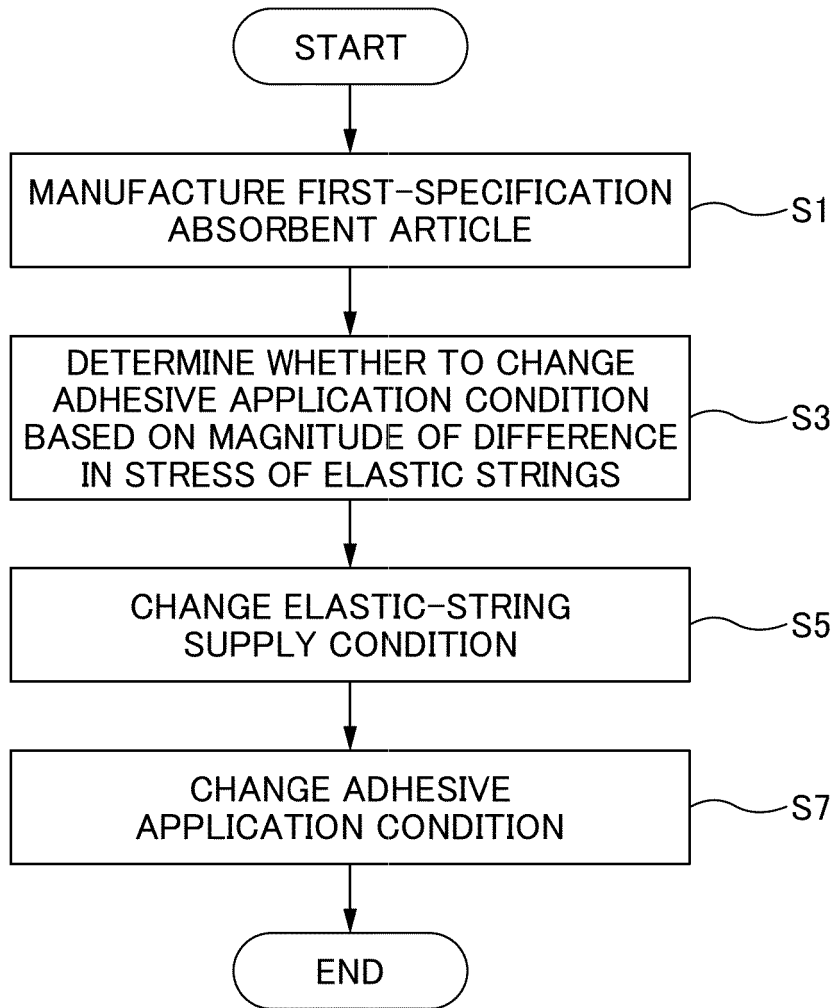 START
MANUFACTURE FIRST-SPECIFICATION
ABSORBENT ARTICLE
S1
DETERMINE WHETHER TO CHANGE
ADHESIVE APPLICATION CONDITION
BASED ON MAGNITUDE OF DIFFERENCE
IN STRESS OF ELASTIC STRINGS
S3
CHANGE ELASTIC-STRING
SUPPLY CONDITION
S5
CHANGE ADHESIVE
APPLICATION CONDITION
S7
END